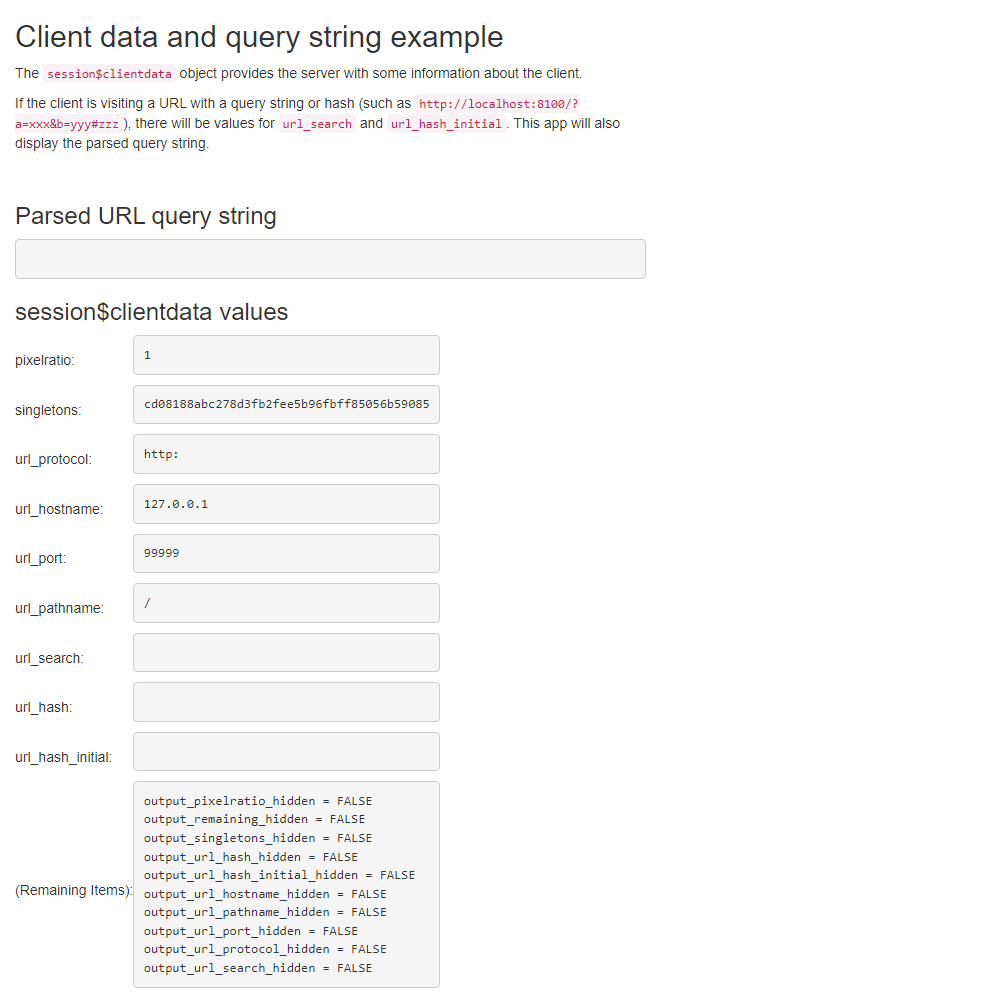 Client data and query string example
The session$clientdata object provides the server with some information about the client.
If the client is visiting a URL with a query string or hash (such as http://localhost:8100/?
a=xxx&b=yyy#zzz ), there will be values for url_search and url_hash_initial . This app will also
display the parsed query string.
Parsed URL query string
session$clientdata values
pixelratio: 1
singletons: cd08188abc278d3fb2fee5b96fbff85056b59085
url_protocol: http:
url_hostname: 127.0.0.1
url_port: 99999
url_pathname: /
url_search:
url_hash:
url_hash_initial:
(Remaining Items):
output_pixelratio_hidden = FALSE
output_remaining_hidden = FALSE
output_singletons_hidden = FALSE
output_url_hash_hidden = FALSE
output_url_hash_initial_hidden = FALSE
output_url_hostname_hidden = FALSE
output_url_pathname_hidden = FALSE
output_url_port_hidden = FALSE
output_url_protocol_hidden = FALSE
output_url_search_hidden = FALSE